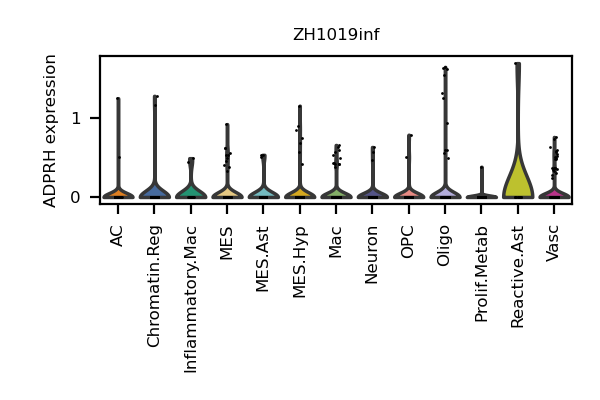 ZH1019inf
ADPRH expression
1
0
AC
Chromatin.Reg
Inflammatory.Mac
MES
MES.Ast
MES.Hyp
Mac
Neuron
OPC
Oligo
Prolif.Metab
Reactive.Ast
Vasc